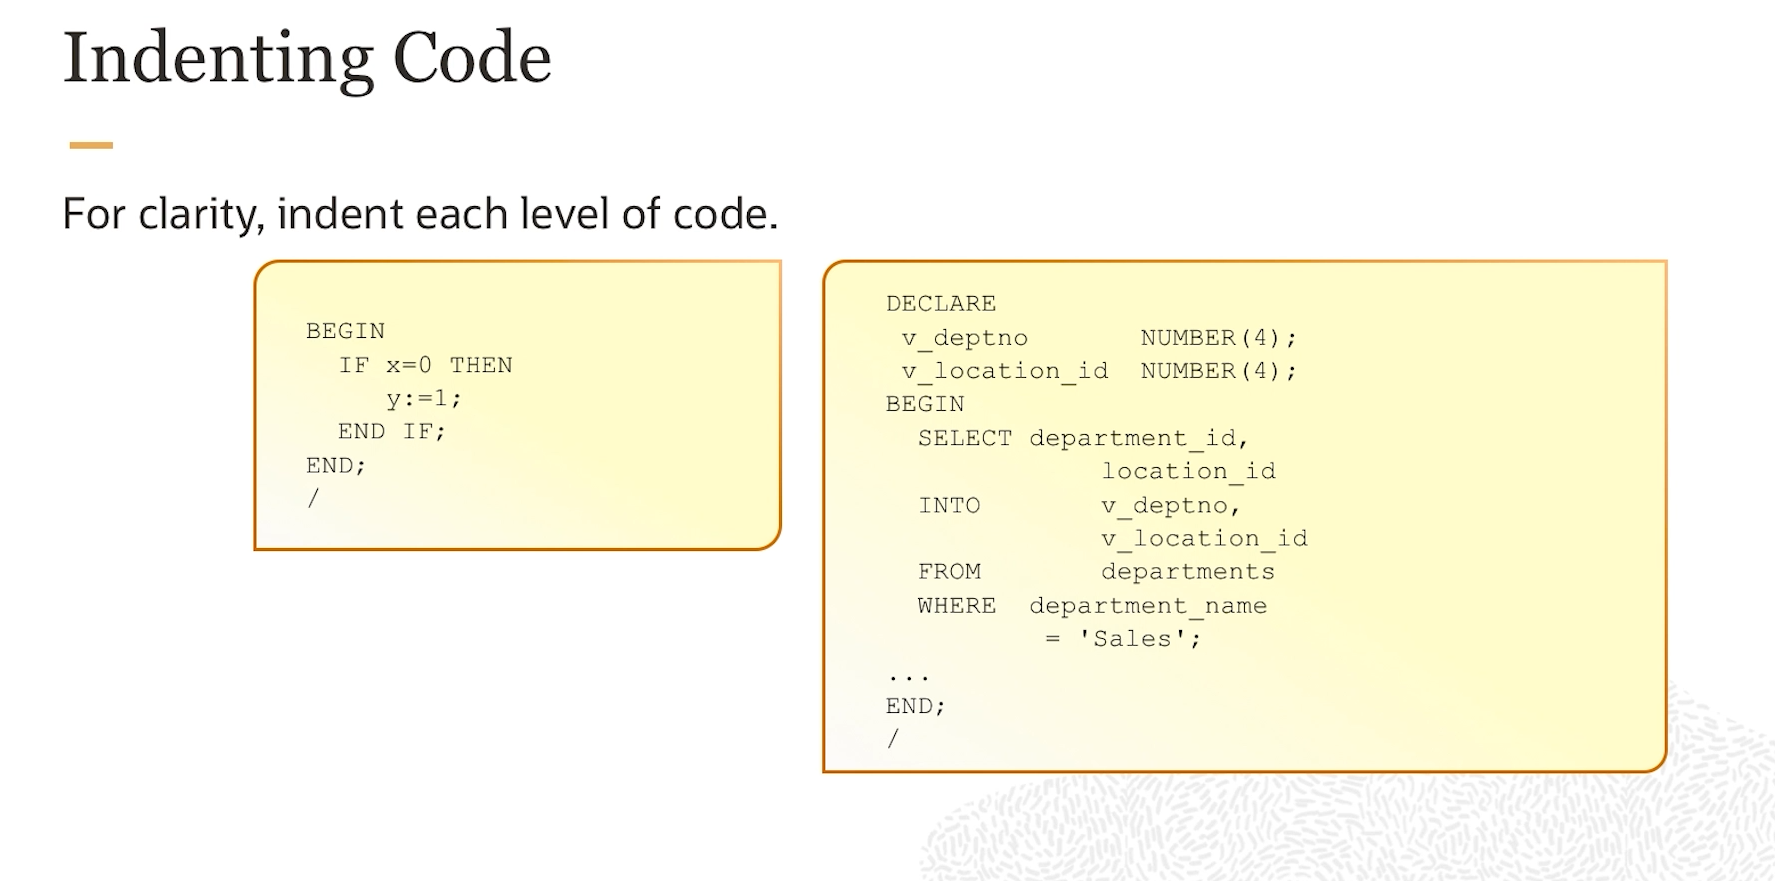 Indenting Code
For clarity, indent each level of code.
BEGIN
  IF x=0 THEN
     y:=1;
  END IF;
END;
/
DECLARE
 v_deptno       NUMBER(4);
 v_location_id  NUMBER(4);
BEGIN
  SELECT department_id,
             location_id
  INTO       v_deptno,
             v_location_id
  FROM       departments
  WHERE  department_name
          = 'Sales';
...
END;
/